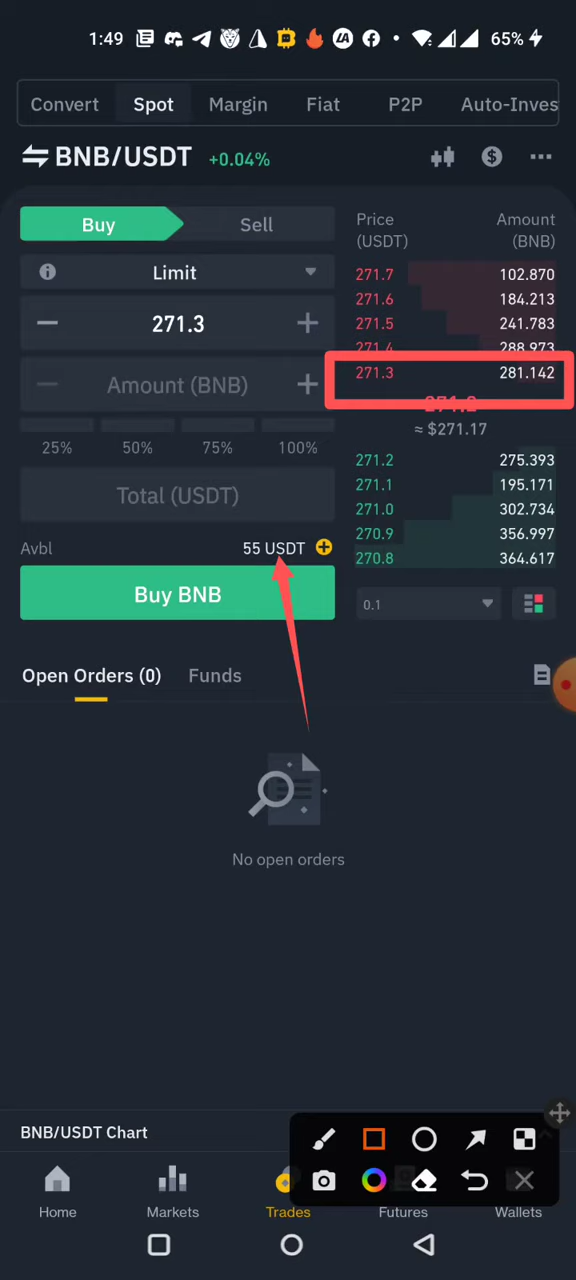 1:49
65%
Convert Spot Margin Fiat P2P Auto-Inves
BNB/USDT +0.04%
Buy Sell
Limit
271.3
Amount (BNB)
25% 50% 75% 100%
Total (USDT)
Avbl 55 USDT
Buy BNB
Price (USDT) Amount (BNB)
271.7 102.870
271.6 184.213
271.5 241.783
271.4 288.973
271.3 281.142
≈ $271.17
271.2 275.393
271.1 195.171
271.0 302.734
270.9 356.997
270.8 364.617
0.1
Open Orders (0) Funds
No open orders
BNB/USDT Chart
Home Markets Trades Futures Wallets